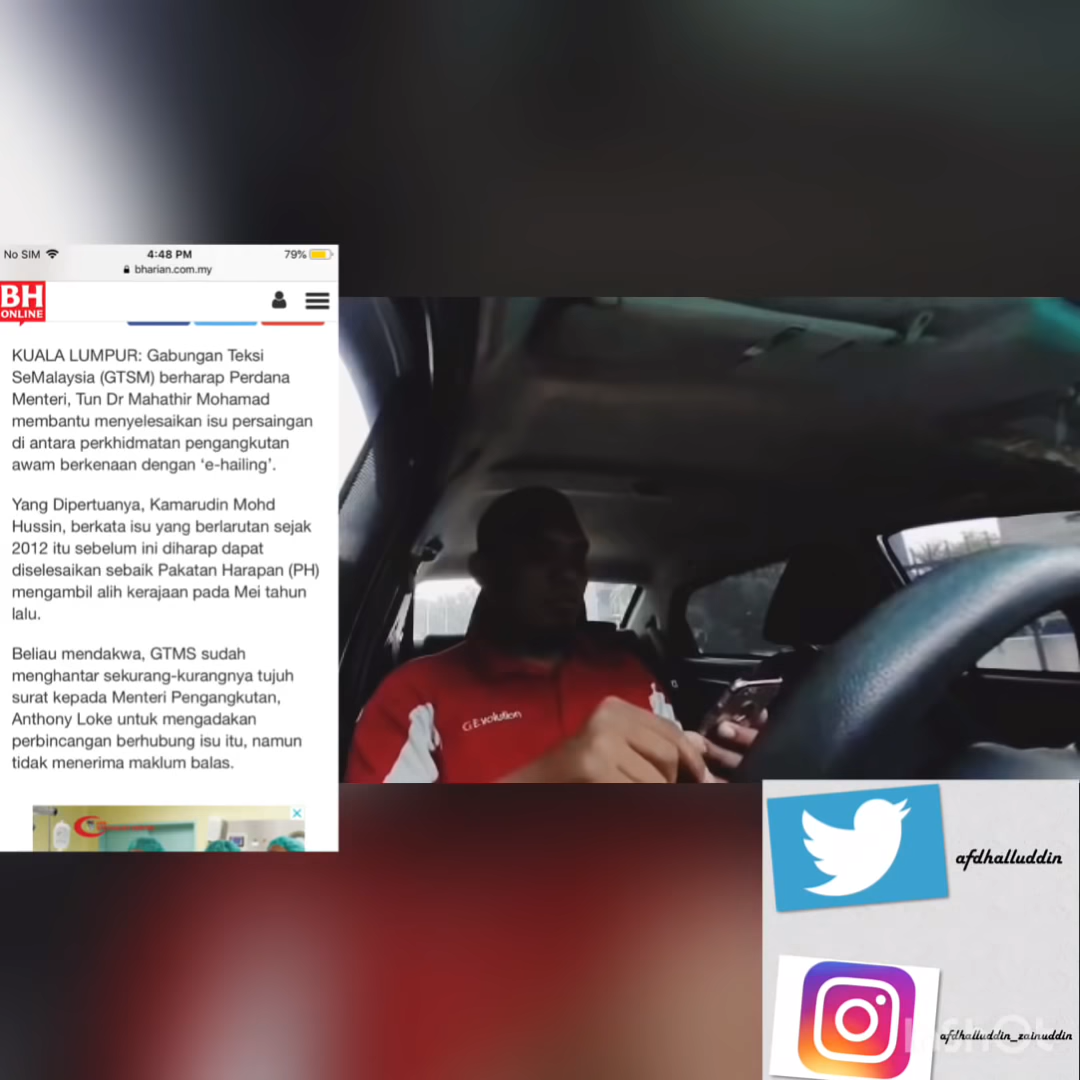 No SIM
4:48 PM
79%
bharian.com.my
BH
ONLINE
KUALA LUMPUR: Gabungan Teksi
SeMalaysia (GTSM) berharap Perdana
Menteri, Tun Dr Mahathir Mohamad
membantu menyelesaikan isu persaingan
di antara perkhidmatan pengangkutan
awam berkenaan dengan ‘e-hailing’.
Yang Dipertuanya, Kamarudin Mohd
Hussin, berkata isu yang berlarutan sejak
2012 itu sebelum ini diharap dapat
diselesaikan sebaik Pakatan Harapan (PH)
mengambil alih kerajaan pada Mei tahun
lalu.
Beliau mendakwa, GTMS sudah
menghantar sekurang-kurangnya tujuh
surat kepada Menteri Pengangkutan,
Anthony Loke untuk mengadakan
perbincangan berhubung isu itu, namun
tidak menerima maklum balas.
afdhalluddin
afdhalluddin_zainuddin